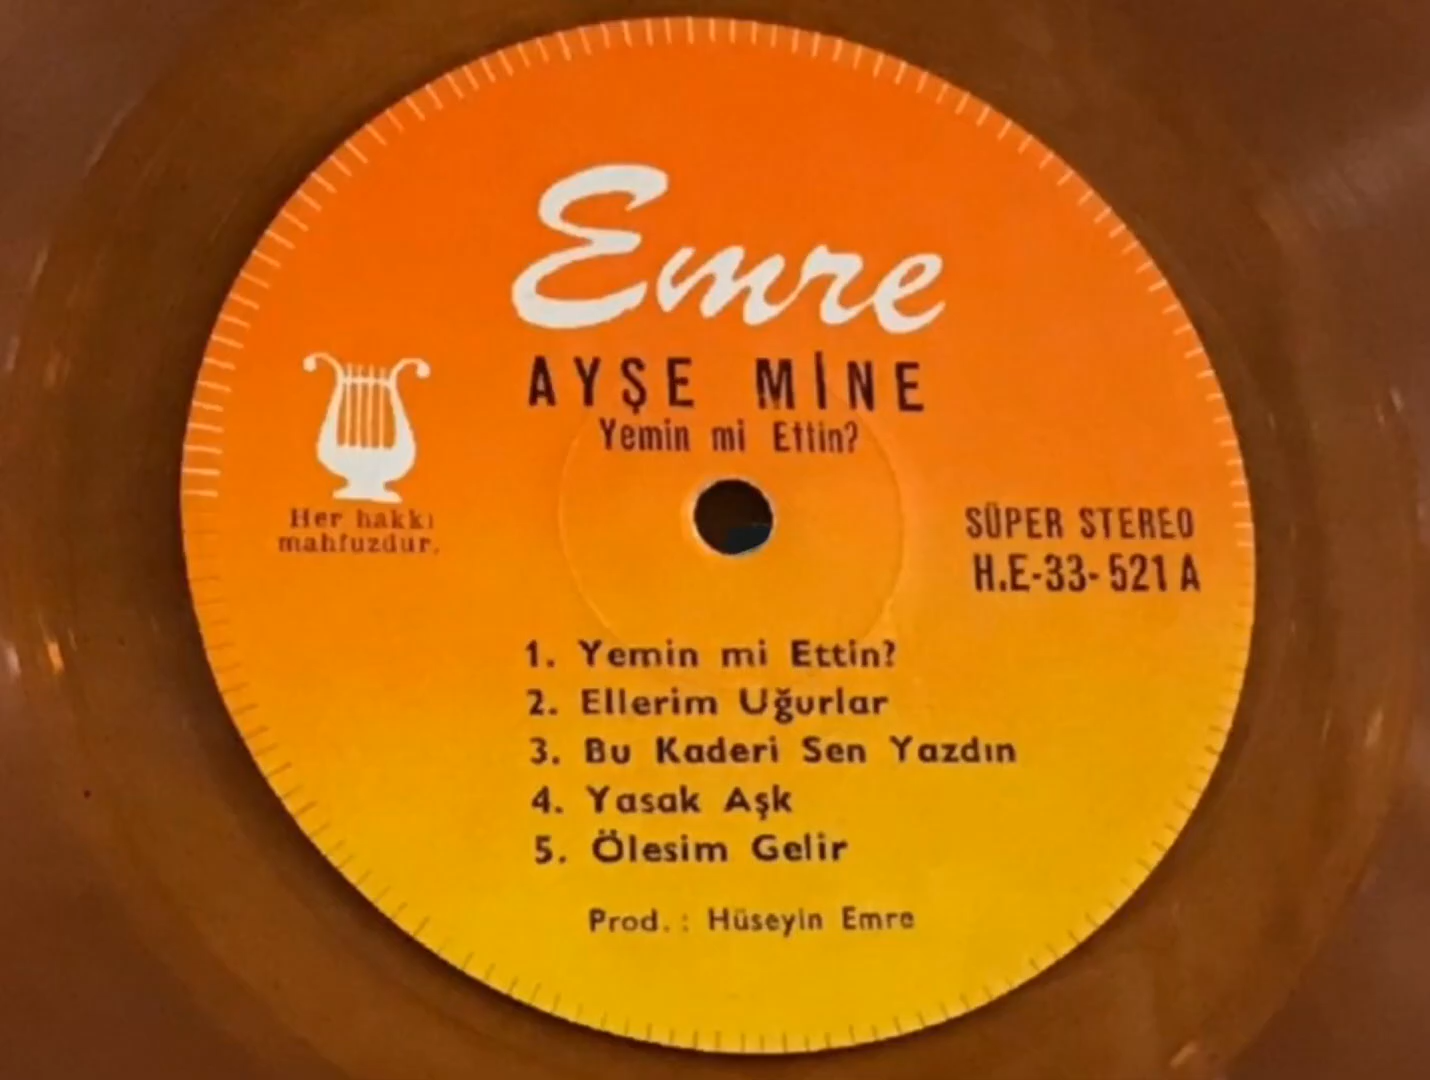 Emre
AYŞE MİNE
Yemin mi Ettin?
Her hakkı
mahfuzdur.
SÜPER STEREO
H.E-33-521 A
1. Yemin mi Ettin?
2. Ellerim Uğurlar
3. Bu Kaderi Sen Yazdın
4. Yasak Aşk
5. Ölesim Gelir
Prod. : Hüseyin Emre